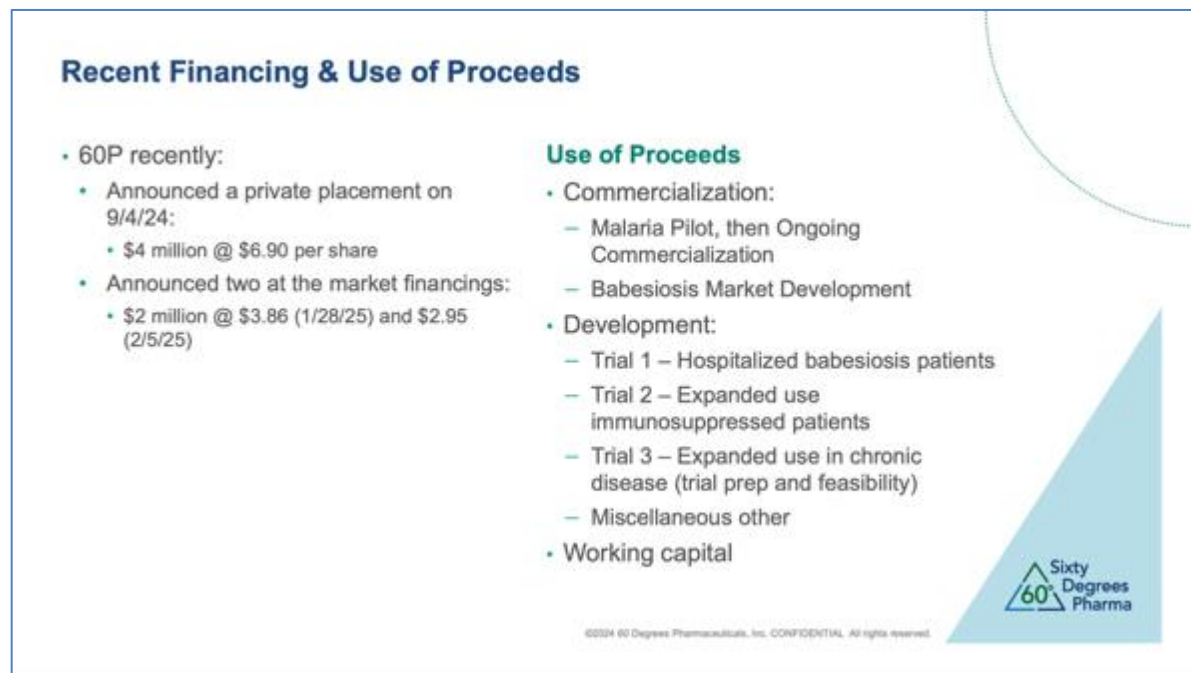 Recent Financing & Use of Proceeds
• 60P recently:
• Announced a private placement on
9/4/24:
• $4 million @ $6.90 per share
• Announced two at the market financings:
• $2 million @ $3.86 (1/28/25) and $2.95
(2/5/25)
Use of Proceeds
• Commercialization:
– Malaria Pilot, then Ongoing
Commercialization
– Babesiosis Market Development
• Development:
– Trial 1 – Hospitalized babesiosis patients
– Trial 2 – Expanded use
immunosuppressed patients
– Trial 3 – Expanded use in chronic
disease (trial prep and feasibility)
– Miscellaneous other
• Working capital
60°
Sixty
Degrees
Pharma
©2024 60 Degrees Pharmaceuticals, Inc. CONFIDENTIAL All rights reserved.